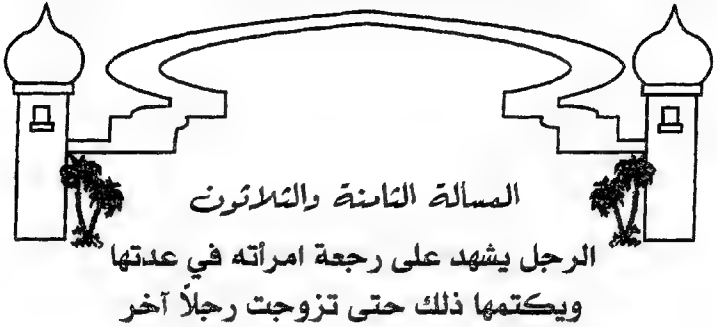 المسألة الثامنة والثلاثون
الرجل يشهد على رجعة امرأته في عدتها
ويكتمها ذلك حتى تزوجت رجلاً آخر